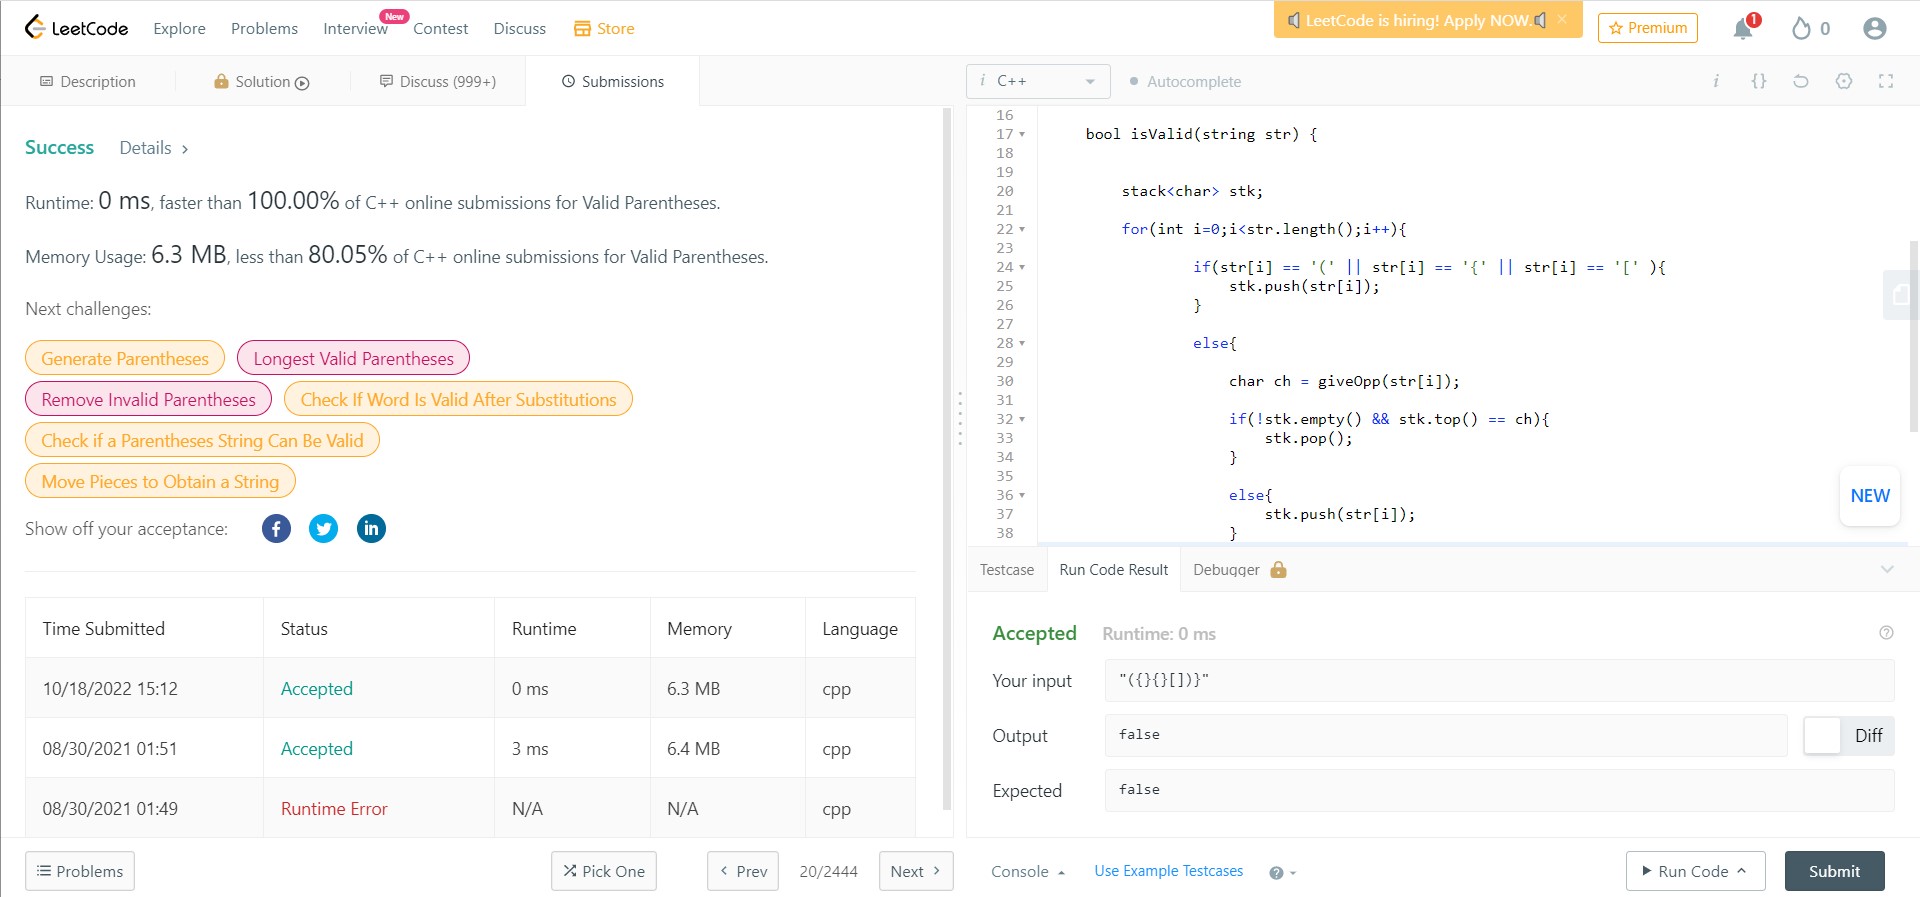 LeetCode Explore Problems Interview New Contest Discuss Store LeetCode is hiring! Apply NOW. × Premium 1 0
Description Solution Discuss (999+) Submissions
Success Details >
Runtime: 0 ms, faster than 100.00% of C++ online submissions for Valid Parentheses.
Memory Usage: 6.3 MB, less than 80.05% of C++ online submissions for Valid Parentheses.
Next challenges:
Generate Parentheses Longest Valid Parentheses
Remove Invalid Parentheses Check If Word Is Valid After Substitutions
Check if a Parentheses String Can Be Valid
Move Pieces to Obtain a String
Show off your acceptance: f in
Time Submitted Status Runtime Memory Language
10/18/2022 15:12 Accepted 0 ms 6.3 MB cpp
08/30/2021 01:51 Accepted 3 ms 6.4 MB cpp
08/30/2021 01:49 Runtime Error N/A N/A cpp
Problems Pick One < Prev 20/2444 Next >
i C++ Autocomplete i {}
16
17 bool isValid(string str) {
18
19
20 stack<char> stk;
21
22 for(int i=0;i<str.length();i++){
23
24 if(str[i] == '(' || str[i] == '{' || str[i] == '[' ){
25 stk.push(str[i]);
26 }
27
28 else{
29
30 char ch = giveOpp(str[i]);
31
32 if(!stk.empty() && stk.top() == ch){
33 stk.pop();
34 }
35
36 else{
37 stk.push(str[i]);
38 }
NEW
Testcase Run Code Result Debugger
Accepted Runtime: 0 ms ?
Your input "({}{}[])}"
Output false Diff
Expected false
Console Use Example Testcases ? Run Code Submit